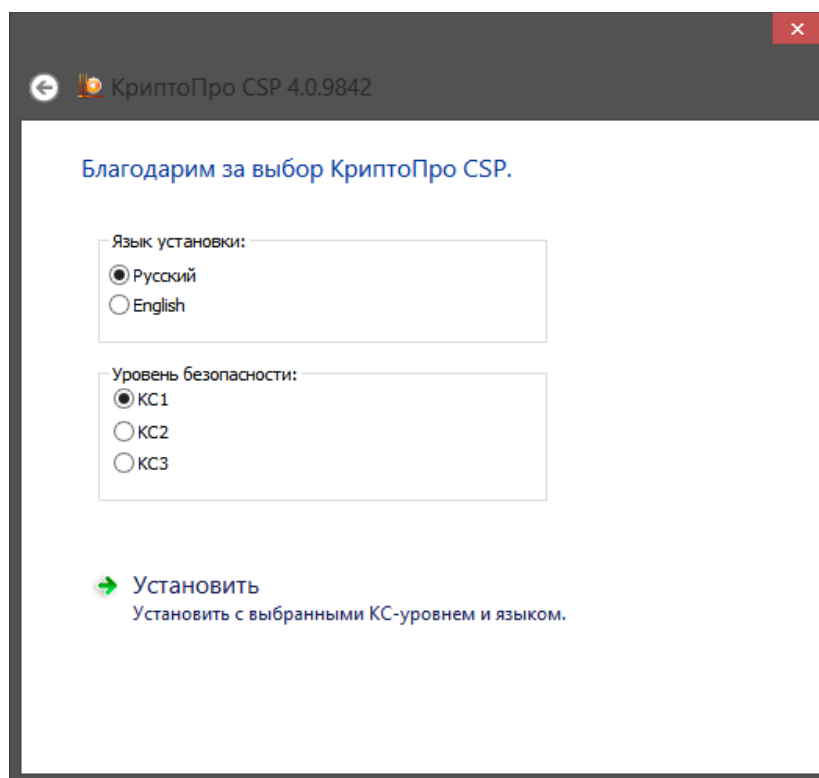 КриптоПро CSP 4.0.9842
Благодарим за выбор КриптоПро CSP.
Язык установки:
Русский
English
Уровень безопасности:
КС1
КС2
КС3
Установить
Установить с выбранными КС-уровнем и языком.